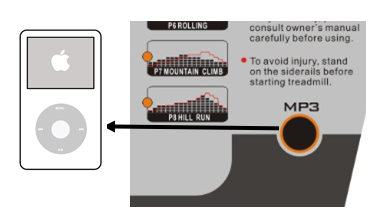 P6 ROLLING
P7 MOUNTAIN CLIMB
P8 HILL RUN
consult owner's manual
carefully before using.
To avoid injury, stand
on the siderails before
starting treadmill.
MP3